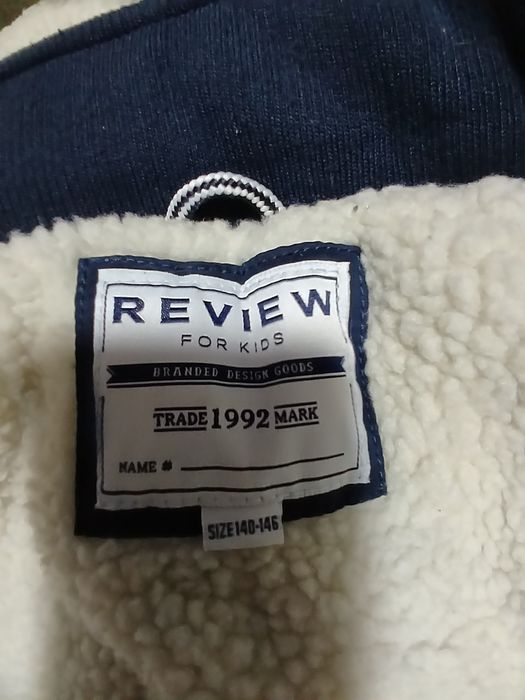 REVIEW
FOR KIDS
BRANDED DESIGN GOODS
TRADE 1992 MARK
NAME #
SIZE 140-146